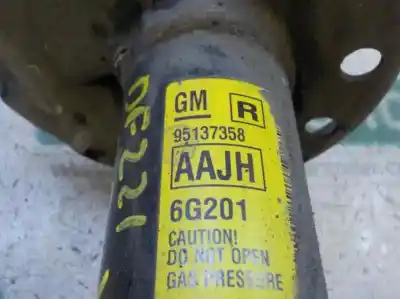 GM R
95137358
AAJH
6G201
CAUTION!
DO NOT OPEN
GAS PRESSURE